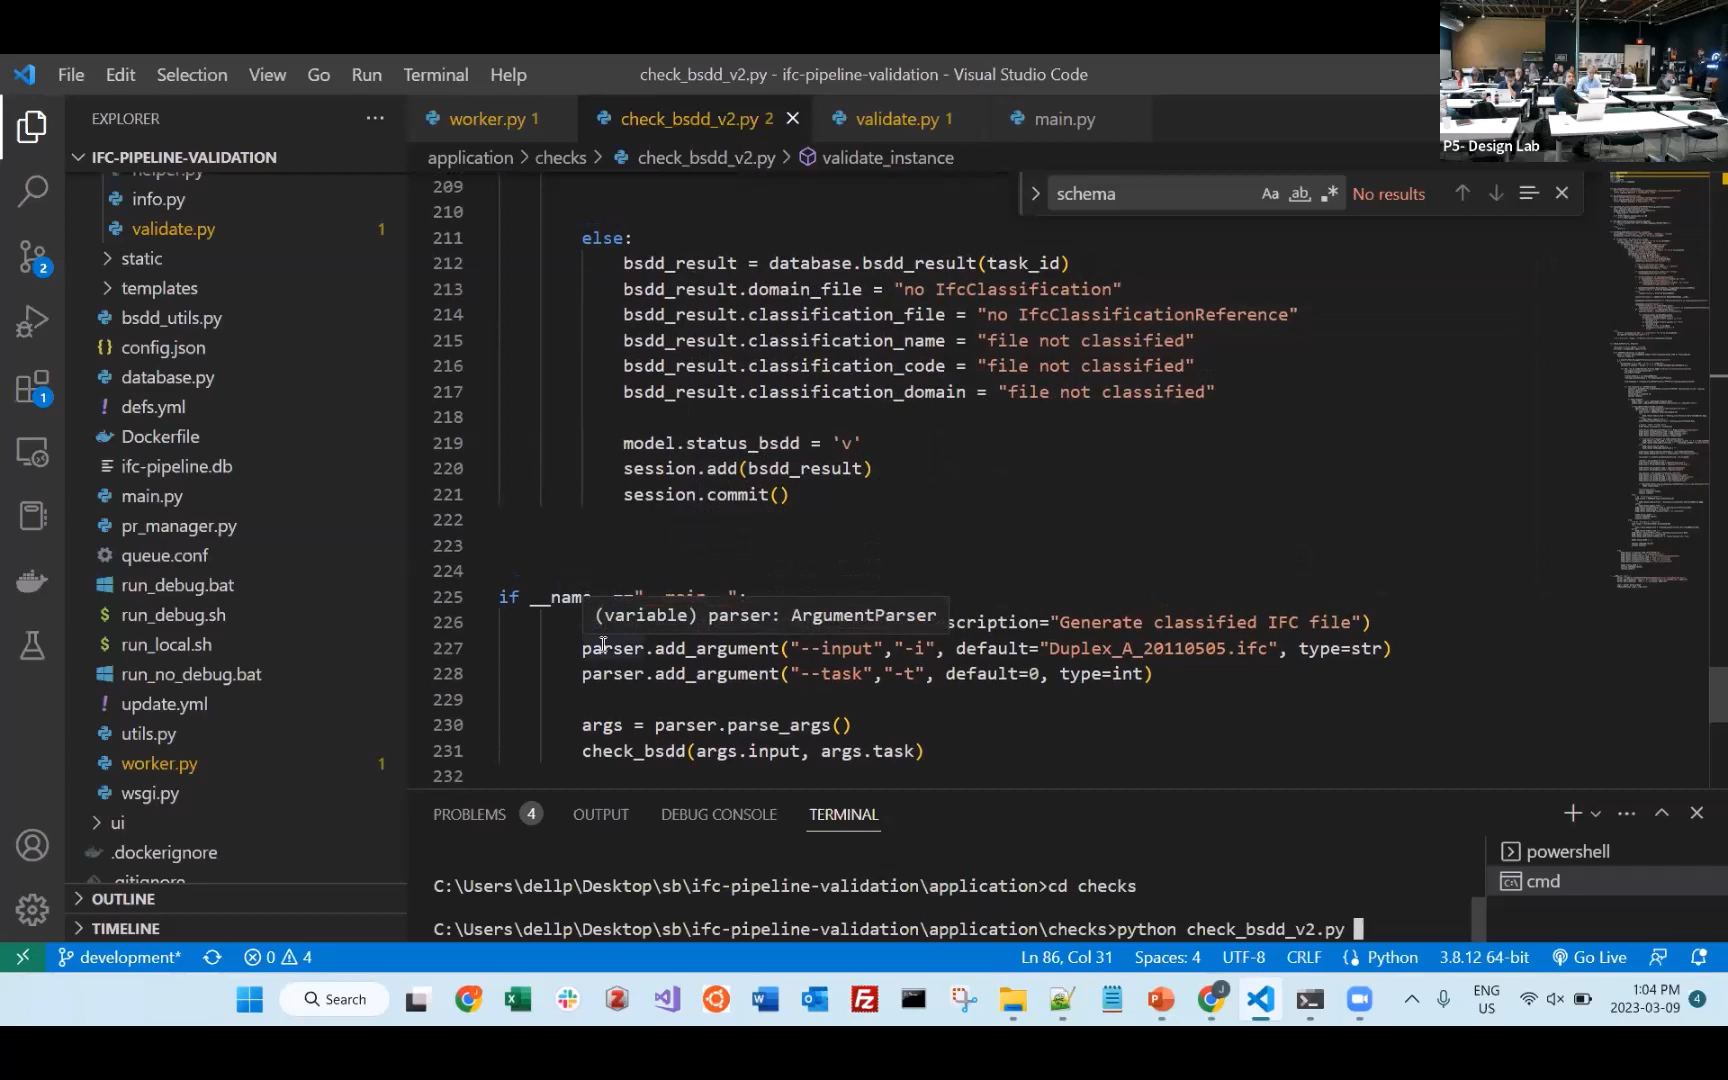 File Edit Selection View Go Run Terminal Help
check_bsdd_v2.py - ifc-pipeline-validation - Visual Studio Code
P5- Design Lab
EXPLORER
worker.py 1
check_bsdd_v2.py 2
validate.py 1
main.py
application > checks > check_bsdd_v2.py > validate_instance
schema
Aa
ab
No results
IFC-PIPELINE-VALIDATION
helper.py
info.py
validate.py 1
static
templates
bsdd_utils.py
config.json
database.py
defs.yml
Dockerfile
ifc-pipeline.db
main.py
pr_manager.py
queue.conf
run_debug.bat
run_debug.sh
run_local.sh
run_no_debug.bat
update.yml
utils.py
worker.py 1
wsgi.py
ui
.dockerignore
.gitignore
OUTLINE
TIMELINE
2
1
209
210
211 else:
212 bsdd_result = database.bsdd_result(task_id)
213 bsdd_result.domain_file = "no IfcClassification"
214 bsdd_result.classification_file = "no IfcClassificationReference"
215 bsdd_result.classification_name = "file not classified"
216 bsdd_result.classification_code = "file not classified"
217 bsdd_result.classification_domain = "file not classified"
218
219 model.status_bsdd = 'v'
220 session.add(bsdd_result)
221 session.commit()
222
223
224
225 if __name__ =="__main__":
(variable) parser: ArgumentParser
226 scription="Generate classified IFC file")
227 parser.add_argument("--input","-i", default="Duplex_A_20110505.ifc", type=str)
228 parser.add_argument("--task","-t", default=0, type=int)
229
230 args = parser.parse_args()
231 check_bsdd(args.input, args.task)
232
PROBLEMS 4 OUTPUT DEBUG CONSOLE TERMINAL
powershell
cmd
C:\Users\dellp\Desktop\sb\ifc-pipeline-validation\application>cd checks
C:\Users\dellp\Desktop\sb\ifc-pipeline-validation\application\checks>python check_bsdd_v2.py
development* 0 4 Ln 86, Col 31 Spaces: 4 UTF-8 CRLF Python 3.8.12 64-bit Go Live
Search
ENG
US
1:04 PM
2023-03-09
4